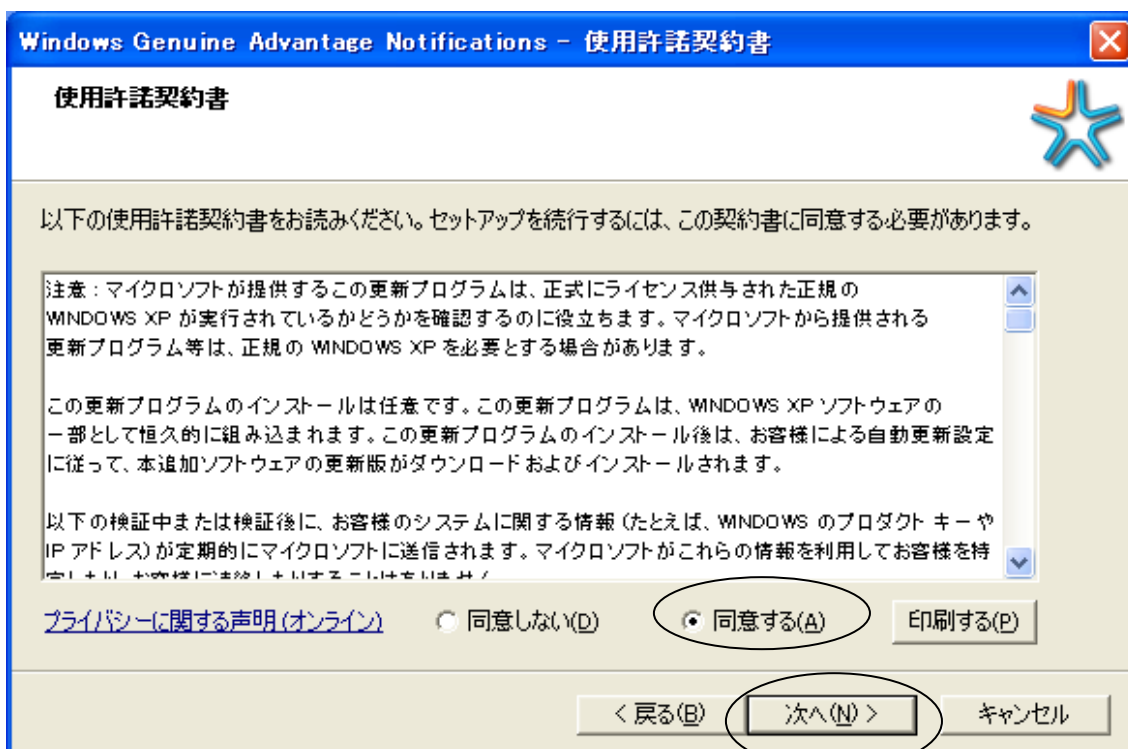 Windows Genuine Advantage Notifications - 使用許諾契約書
使用許諾契約書
以下の使用許諾契約書をお読みください。セットアップを続行するには、この契約書に同意する必要があります。
注意：マイクロソフトが提供するこの更新プログラムは、正式にライセンス供与された正規の
WINDOWS XP が実行されているかどうかを確認するのに役立ちます。マイクロソフトから提供される
更新プログラム等は、正規の WINDOWS XP を必要とする場合があります。
この更新プログラムのインストールは任意です。この更新プログラムは、WINDOWS XP ソフトウェアの
一部として恒久的に組み込まれます。この更新プログラムのインストール後は、お客様による自動更新設定
に従って、本追加ソフトウェアの更新版がダウンロードおよびインストールされます。
以下の検証中または検証後に、お客様のシステムに関する情報 (たとえば、WINDOWS のプロダクト キーや
IP アドレス) が定期的にマイクロソフトに送信されます。マイクロソフトがこれらの情報を利用してお客様を特
プライバシーに関する声明 (オンライン) 同意しない(D) 同意する(A) 印刷する(P)
< 戻る(B) 次へ(N) > キャンセル